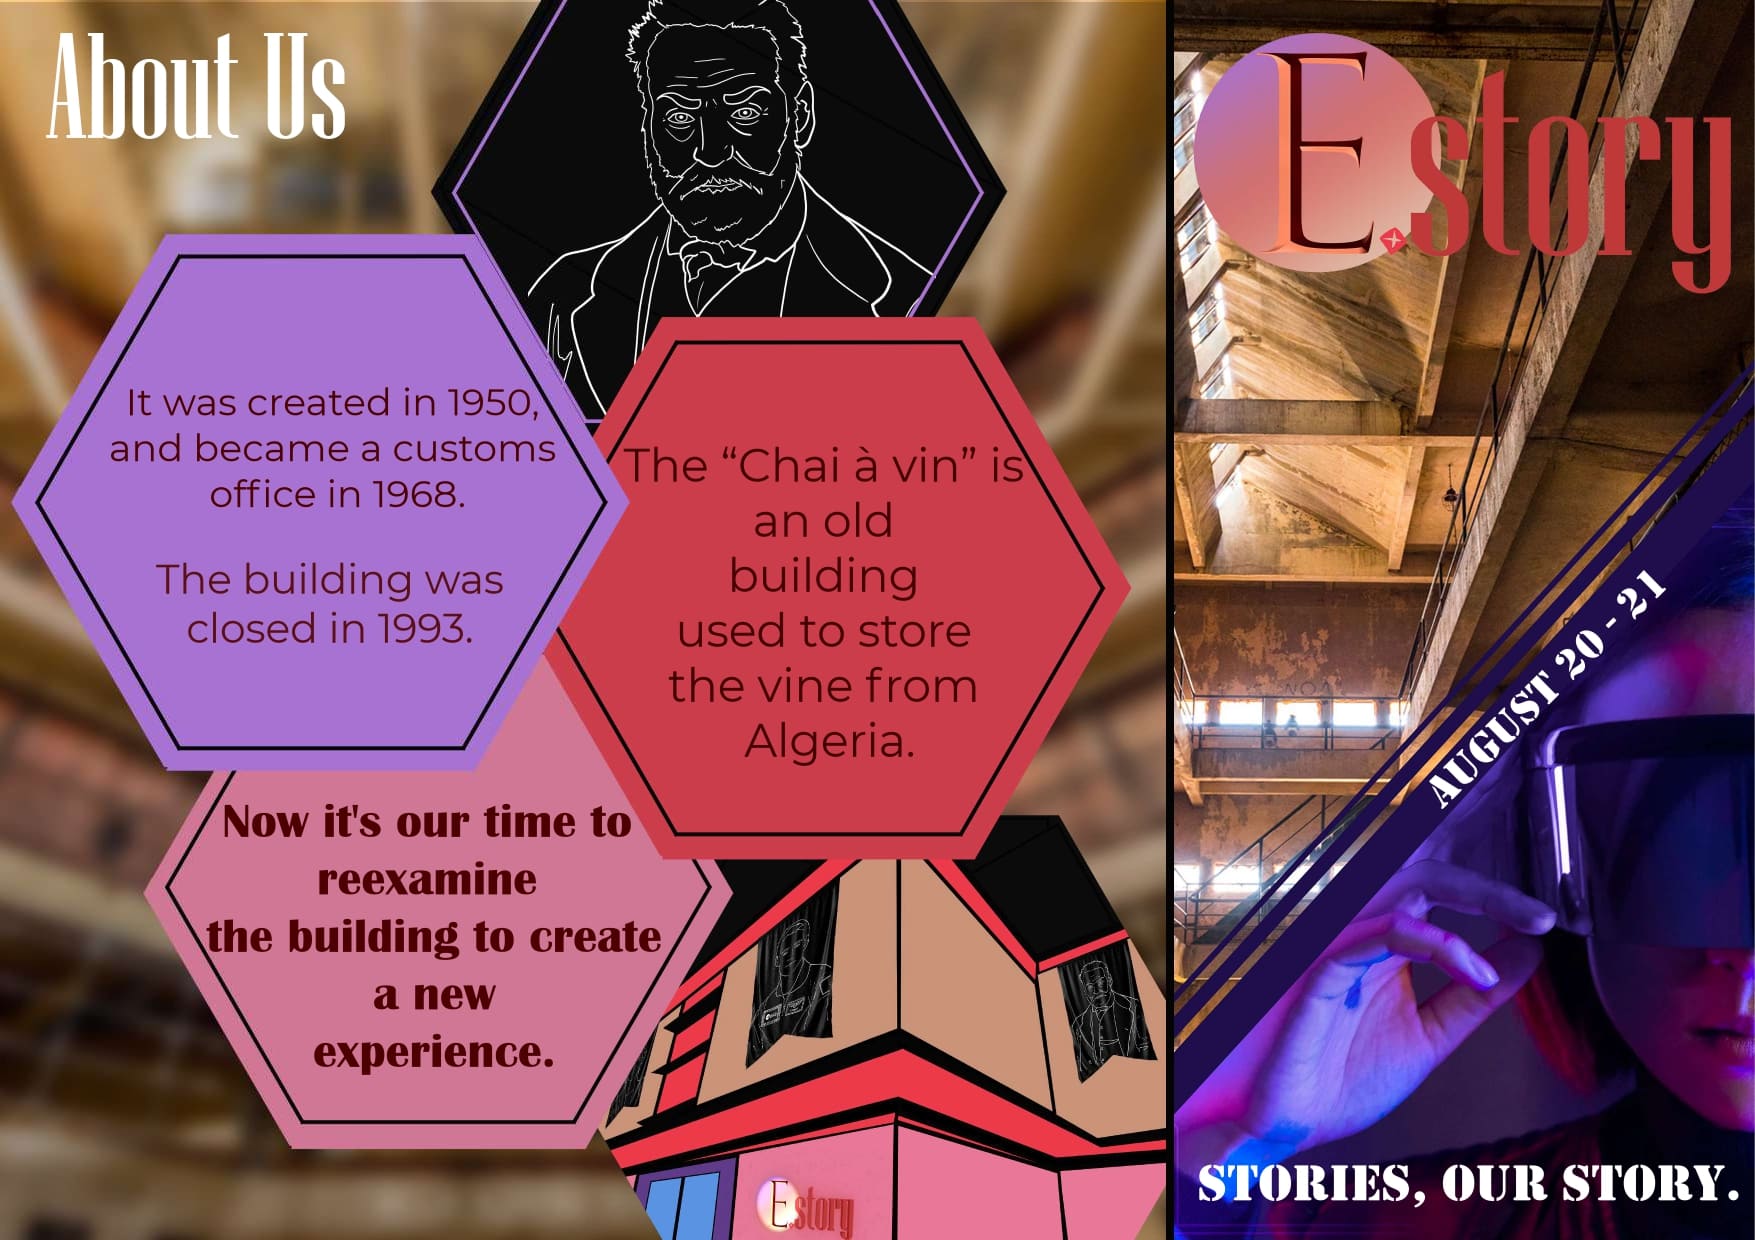 About Us
It was created in 1950,
and became a customs
office in 1968.
The building was
closed in 1993.
The “Chai à vin” is
an old
building
used to store
the vine from
Algeria.
Now it's our time to
reexamine
the building to create
a new
experience.
E.story
E.story
AUGUST 20 - 21
STORIES, OUR STORY.